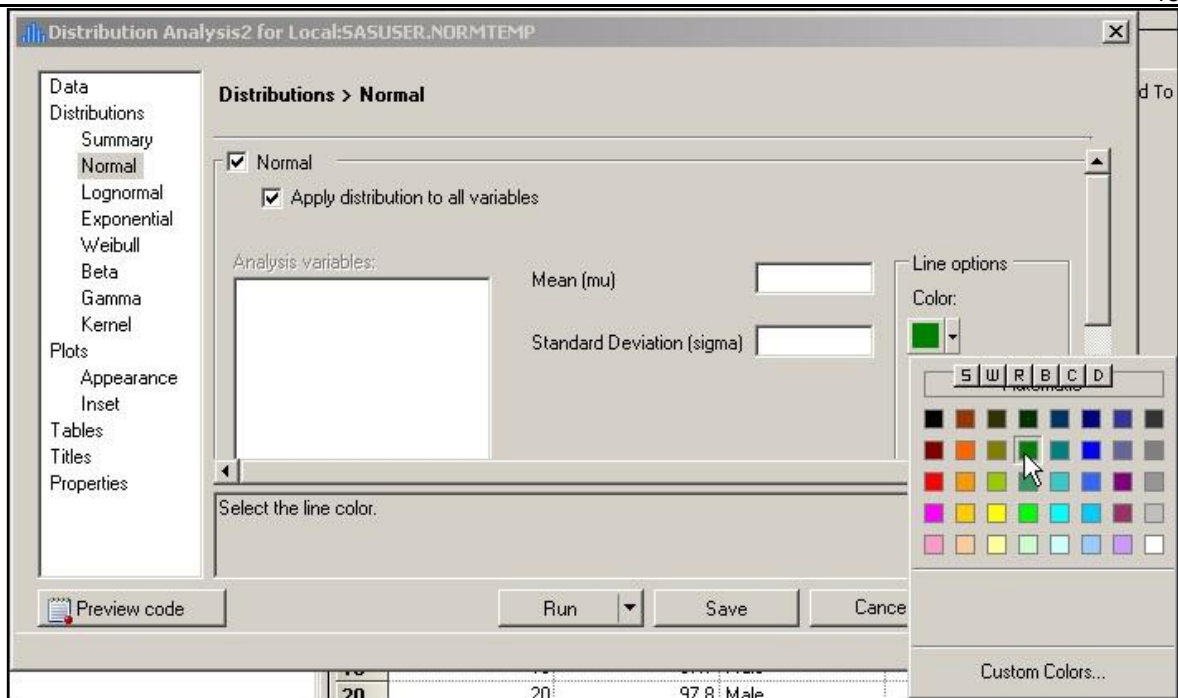 Distribution Analysis2 for Local:SASUSER.NORMTEMP
d To
Data
Distributions
Summary
Normal
Lognormal
Exponential
Weibull
Beta
Gamma
Kernel
Plots
Appearance
Inset
Tables
Titles
Properties
Distributions > Normal
Normal
Apply distribution to all variables
Analysis variables:
Mean (mu)
Standard Deviation (sigma)
Line options
Color:
S W R B C D
Select the line color.
Preview code
Run
Save
Cance
Custom Colors...
20 20 97.8 Male